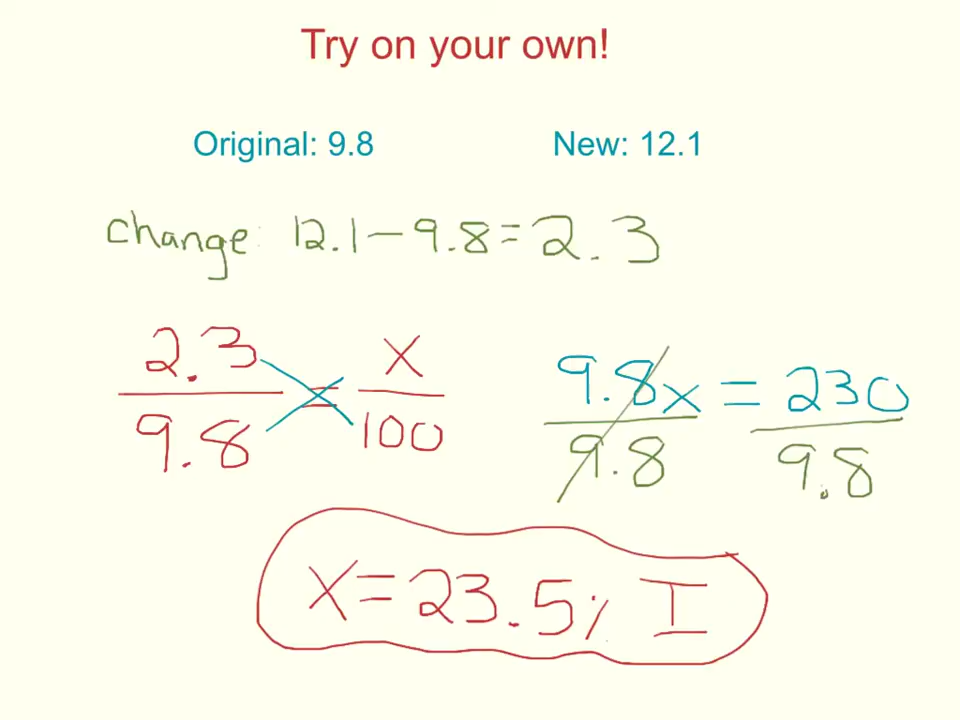 Try on your own!
Original: 9.8 New: 12.1
change: 12.1 - 9.8 = 2.3
2.3/9.8 = x/100
9.8x/9.8 = 230/9.8
x = 23.5% I